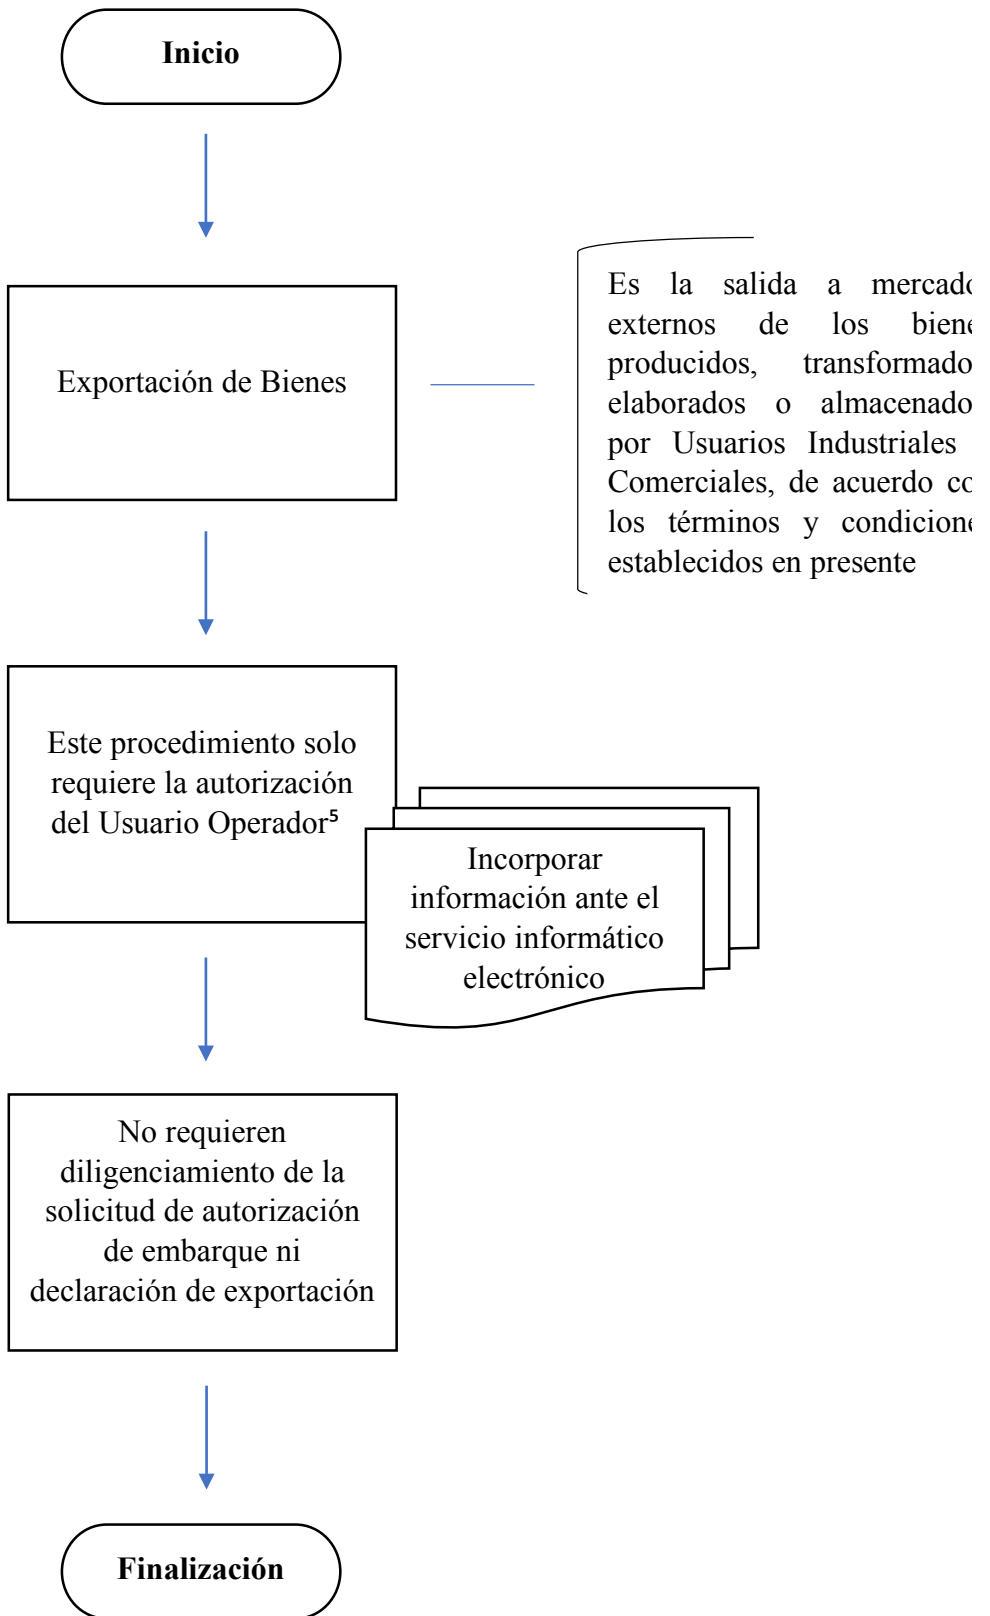 Inicio
Exportación de Bienes
Es la salida a mercado
externos de los biene
producidos, transformado
elaborados o almacenado
por Usuarios Industriales
Comerciales, de acuerdo co
los términos y condicione
establecidos en presente
Este procedimiento solo
requiere la autorización
del Usuario Operador⁵
Incorporar
información ante el
servicio informático
electrónico
No requieren
diligenciamiento de la
solicitud de autorización
de embarque ni
declaración de exportación
Finalización